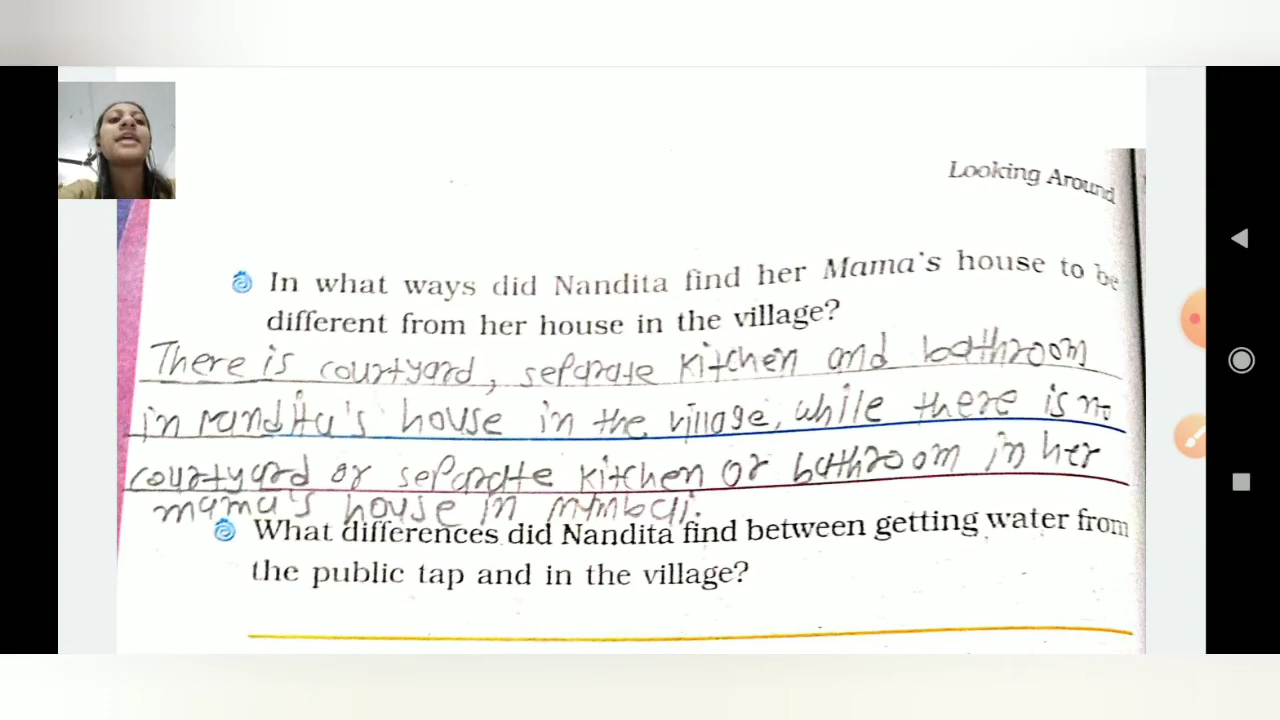 Looking Around
In what ways did Nandita find her Mama's house to be
different from her house in the village?
There is courtyard, separate kitchen and bathroom
in nandita's house in the village, while there is no
courtyard or separate kitchen or bathroom in her
mama's house in mumbai.
What differences did Nandita find between getting water from
the public tap and in the village?